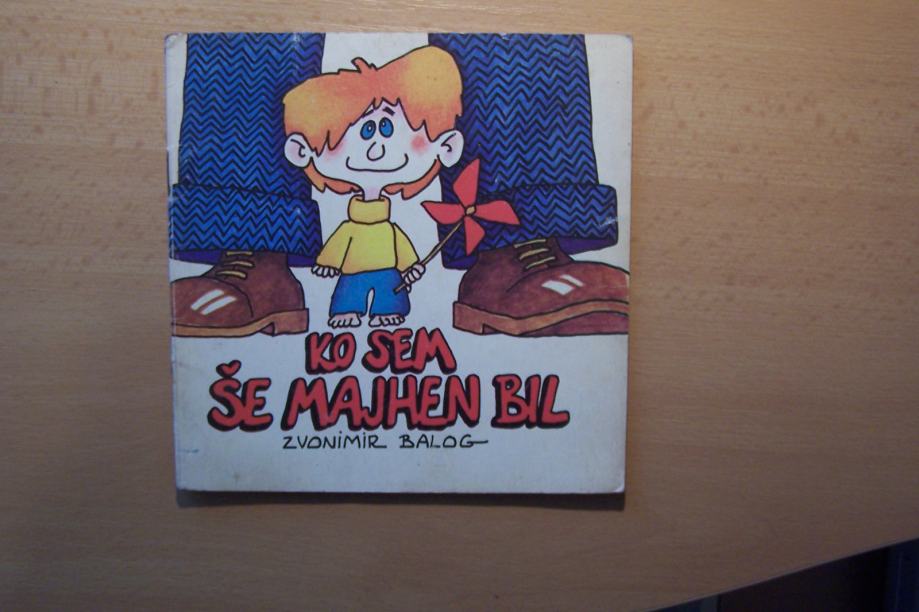 KO SEM
ŠE MAJHEN BIL
ZVONIMIR BALOG